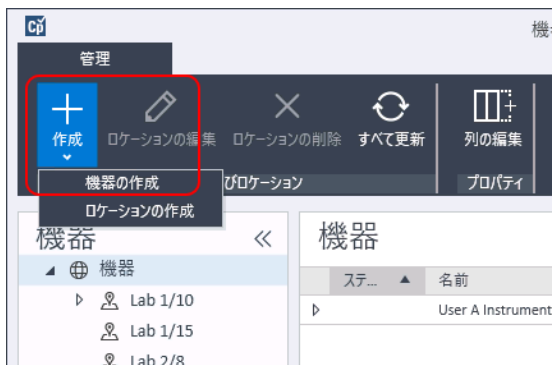 Cp
機
管理
作成 ロケーションの編集 ロケーションの削除 すべて更新 列の編集
機器の作成 びロケーション プロパティ
ロケーションの作成
機器 機器
機器 ステ... 名前
Lab 1/10 User A Instrument
Lab 1/15
Lab 2/8